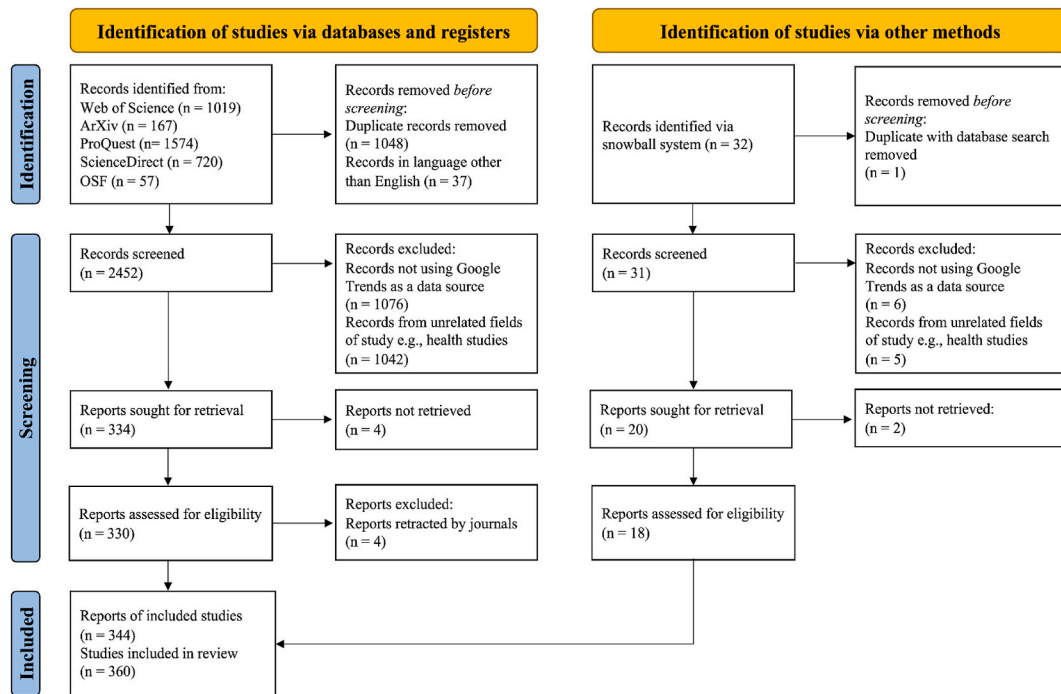 Identification of studies via databases and registers
Identification of studies via other methods
Identification
Records identified from:
Web of Science (n = 1019)
ArXiv (n = 167)
ProQuest (n= 1574)
ScienceDirect (n = 720)
OSF (n = 57)
Records removed before
screening:
Duplicate records removed
(n = 1048)
Records in language other
than English (n = 37)
Records identified via
snowball system (n = 32)
Records removed before
screening:
Duplicate with database search
removed
(n = 1)
Screening
Records screened
(n = 2452)
Records excluded:
Records not using Google
Trends as a data source
(n = 1076)
Records from unrelated fields
of study e.g., health studies
(n = 1042)
Records screened
(n = 31)
Records excluded:
Records not using Google
Trends as a data source
(n = 6)
Records from unrelated fields
of study e.g., health studies
(n = 5)
Reports sought for retrieval
(n = 334)
Reports not retrieved
(n = 4)
Reports sought for retrieval
(n = 20)
Reports not retrieved:
(n = 2)
Reports assessed for eligibility
(n = 330)
Reports excluded:
Reports retracted by journals
(n = 4)
Reports assessed for eligibility
(n = 18)
Included
Reports of included studies
(n = 344)
Studies included in review
(n = 360)